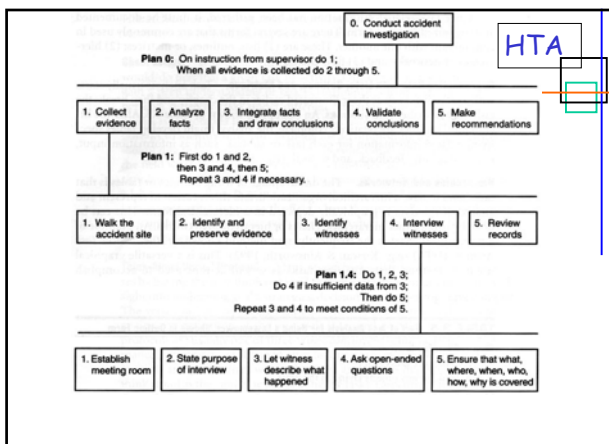 0. Conduct accident
investigation
HTA
Plan 0: On instruction from supervisor do 1;
When all evidence is collected do 2 through 5.
1. Collect
evidence
2. Analyze
facts
3. Integrate facts
and draw conclusions
4. Validate
conclusions
5. Make
recommendations
Plan 1: First do 1 and 2,
then 3 and 4, then 5;
Repeat 3 and 4 if necessary.
1. Walk the
accident site
2. Identify and
preserve evidence
3. Identify
witnesses
4. Interview
witnesses
5. Review
records
Plan 1.4: Do 1, 2, 3;
Do 4 if insufficient data from 3;
Then do 5;
Repeat 3 and 4 to meet conditions of 5.
1. Establish
meeting room
2. State purpose
of interview
3. Let witness
describe what
happened
4. Ask open-ended
questions
5. Ensure that what,
where, when, who,
how, why is covered